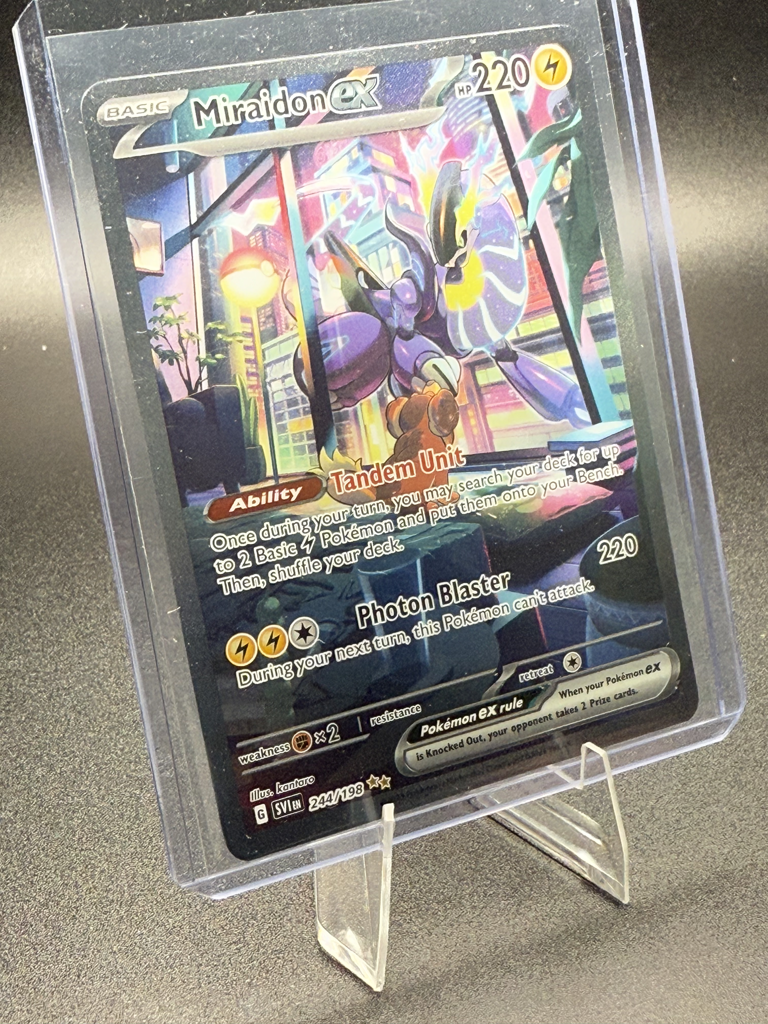 BASIC Miraidon ex HP 220
Ability Tandem Unit
Once during your turn, you may search your deck for up
to 2 Basic Pokémon and put them onto your Bench.
Then, shuffle your deck.
Photon Blaster 220
During your next turn, this Pokémon can't attack.
weakness ×2 resistance retreat
Pokémon ex rule When your Pokémon ex
is Knocked Out, your opponent takes 2 Prize cards.
Illus. kantaro
G SVI EN 244/198